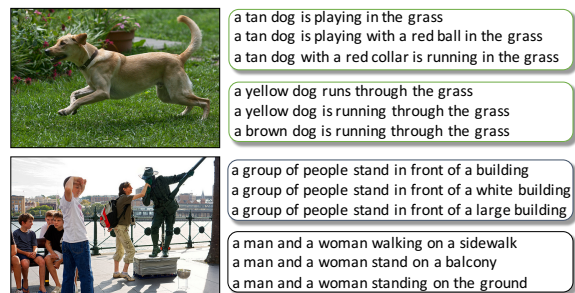 a tan dog is playing in the grass
a tan dog is playing with a red ball in the grass
a tan dog with a red collar is running in the grass
a yellow dog runs through the grass
a yellow dog is running through the grass
a brown dog is running through the grass
a group of people stand in front of a building
a group of people stand in front of a white building
a group of people stand in front of a large building
a man and a woman walking on a sidewalk
a man and a woman stand on a balcony
a man and a woman standing on the ground